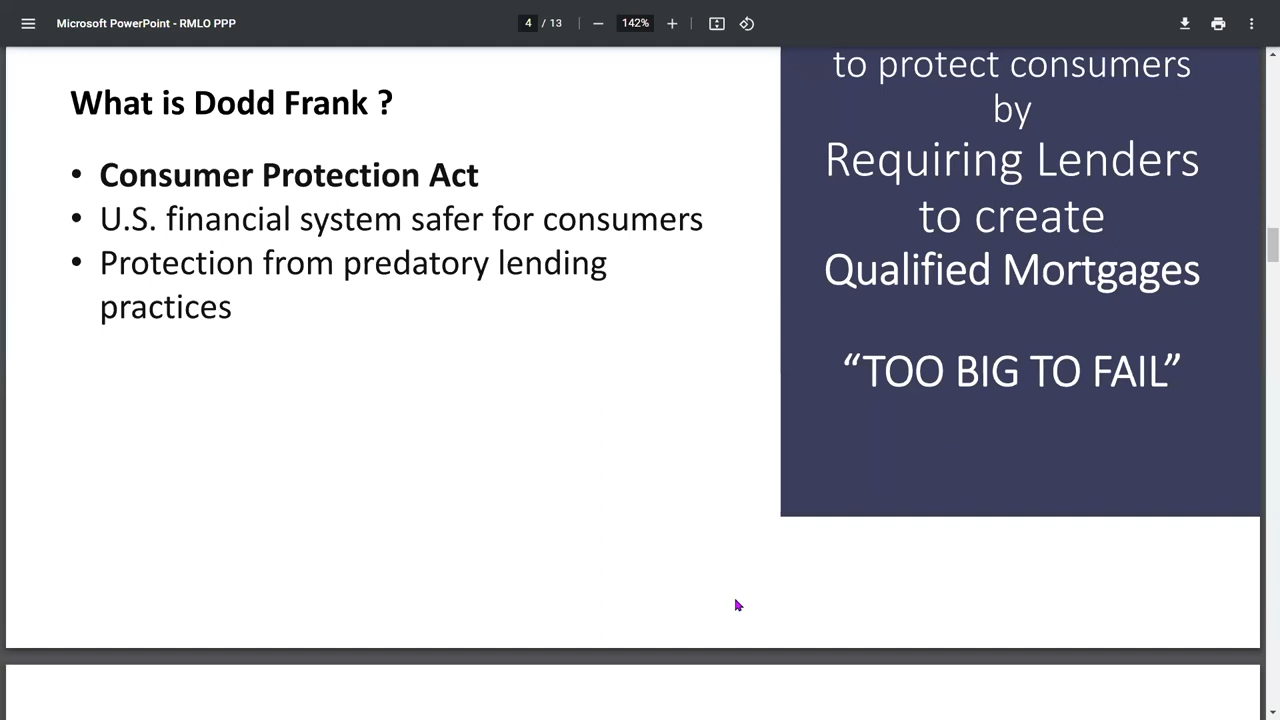 Microsoft PowerPoint - RMLO PPP
4 / 13
142%
What is Dodd Frank ?
• Consumer Protection Act
• U.S. financial system safer for consumers
• Protection from predatory lending
practices
to protect consumers
by
Requiring Lenders
to create
Qualified Mortgages
“TOO BIG TO FAIL”